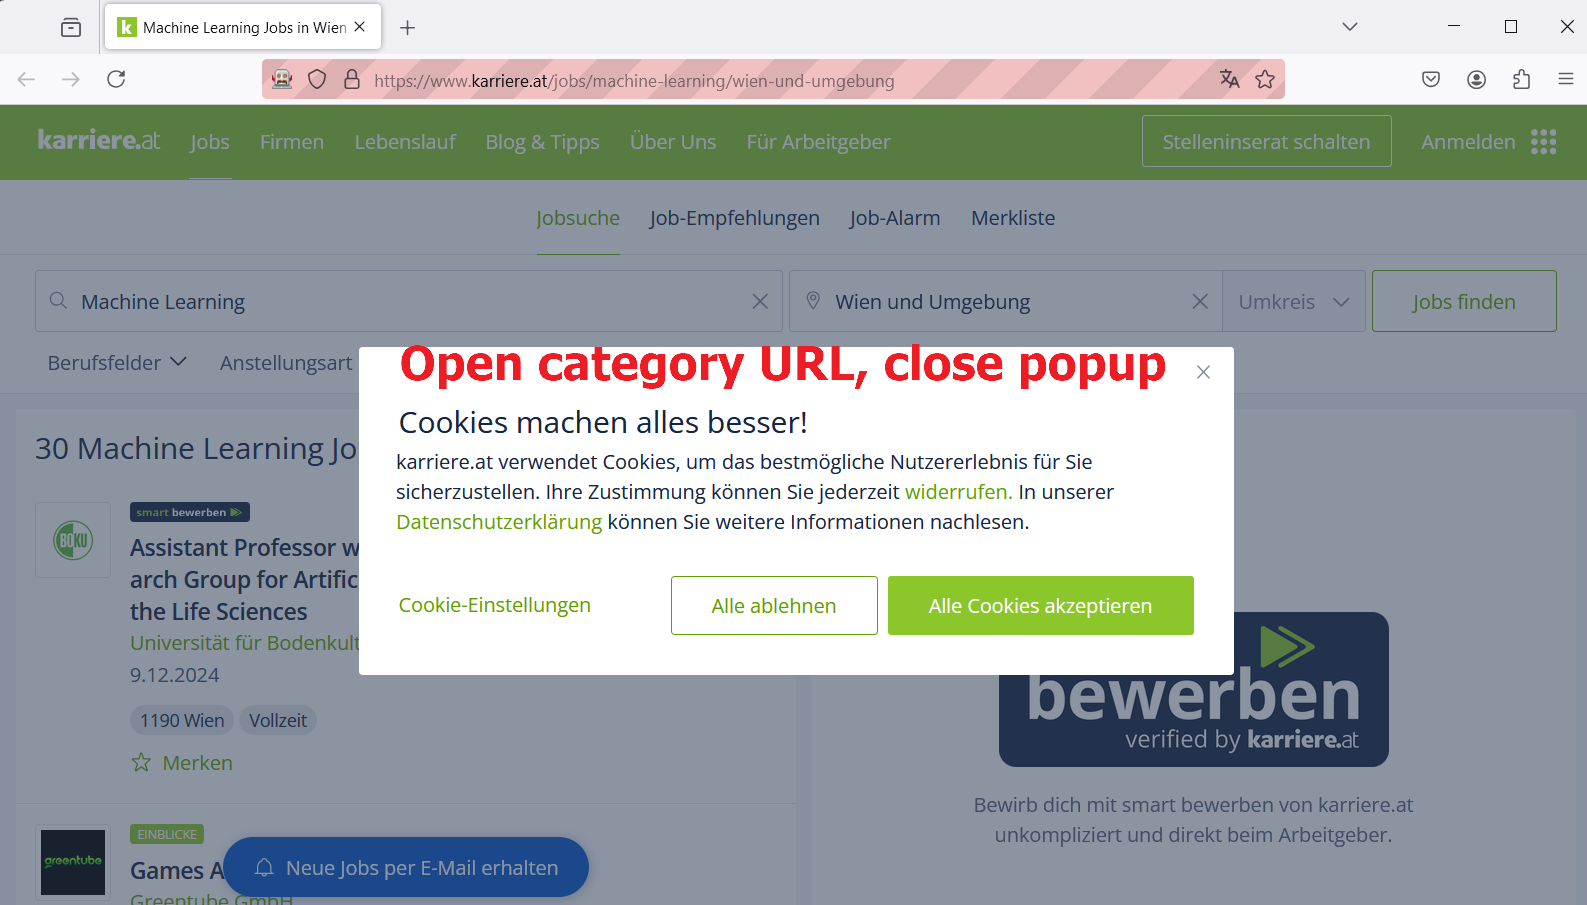 Machine Learning Jobs in Wien
https://www.karriere.at/jobs/machine-learning/wien-und-umgebung
karriere.at Jobs Firmen Lebenslauf Blog & Tipps Über Uns Für Arbeitgeber Stelleninserat schalten Anmelden
Jobsuche Job-Empfehlungen Job-Alarm Merkliste
Machine Learning Wien und Umgebung Umkreis Jobs finden
Berufsfelder Anstellungsart
Open category URL, close popup
Cookies machen alles besser!
karriere.at verwendet Cookies, um das bestmögliche Nutzererlebnis für Sie
sicherzustellen. Ihre Zustimmung können Sie jederzeit widerrufen. In unserer
Datenschutzerklärung können Sie weitere Informationen nachlesen.
Cookie-Einstellungen Alle ablehnen Alle Cookies akzeptieren
30 Machine Learning Jo
BOKU
smart bewerben
Assistant Professor w
arch Group for Artific
the Life Sciences
Universität für Bodenkult
9.12.2024
1190 Wien Vollzeit
Merken
bewerben
verified by karriere.at
Bewirb dich mit smart bewerben von karriere.at
unkompliziert und direkt beim Arbeitgeber.
greentube
EINBLICKE
Games A
Greentube GmbH
Neue Jobs per E-Mail erhalten